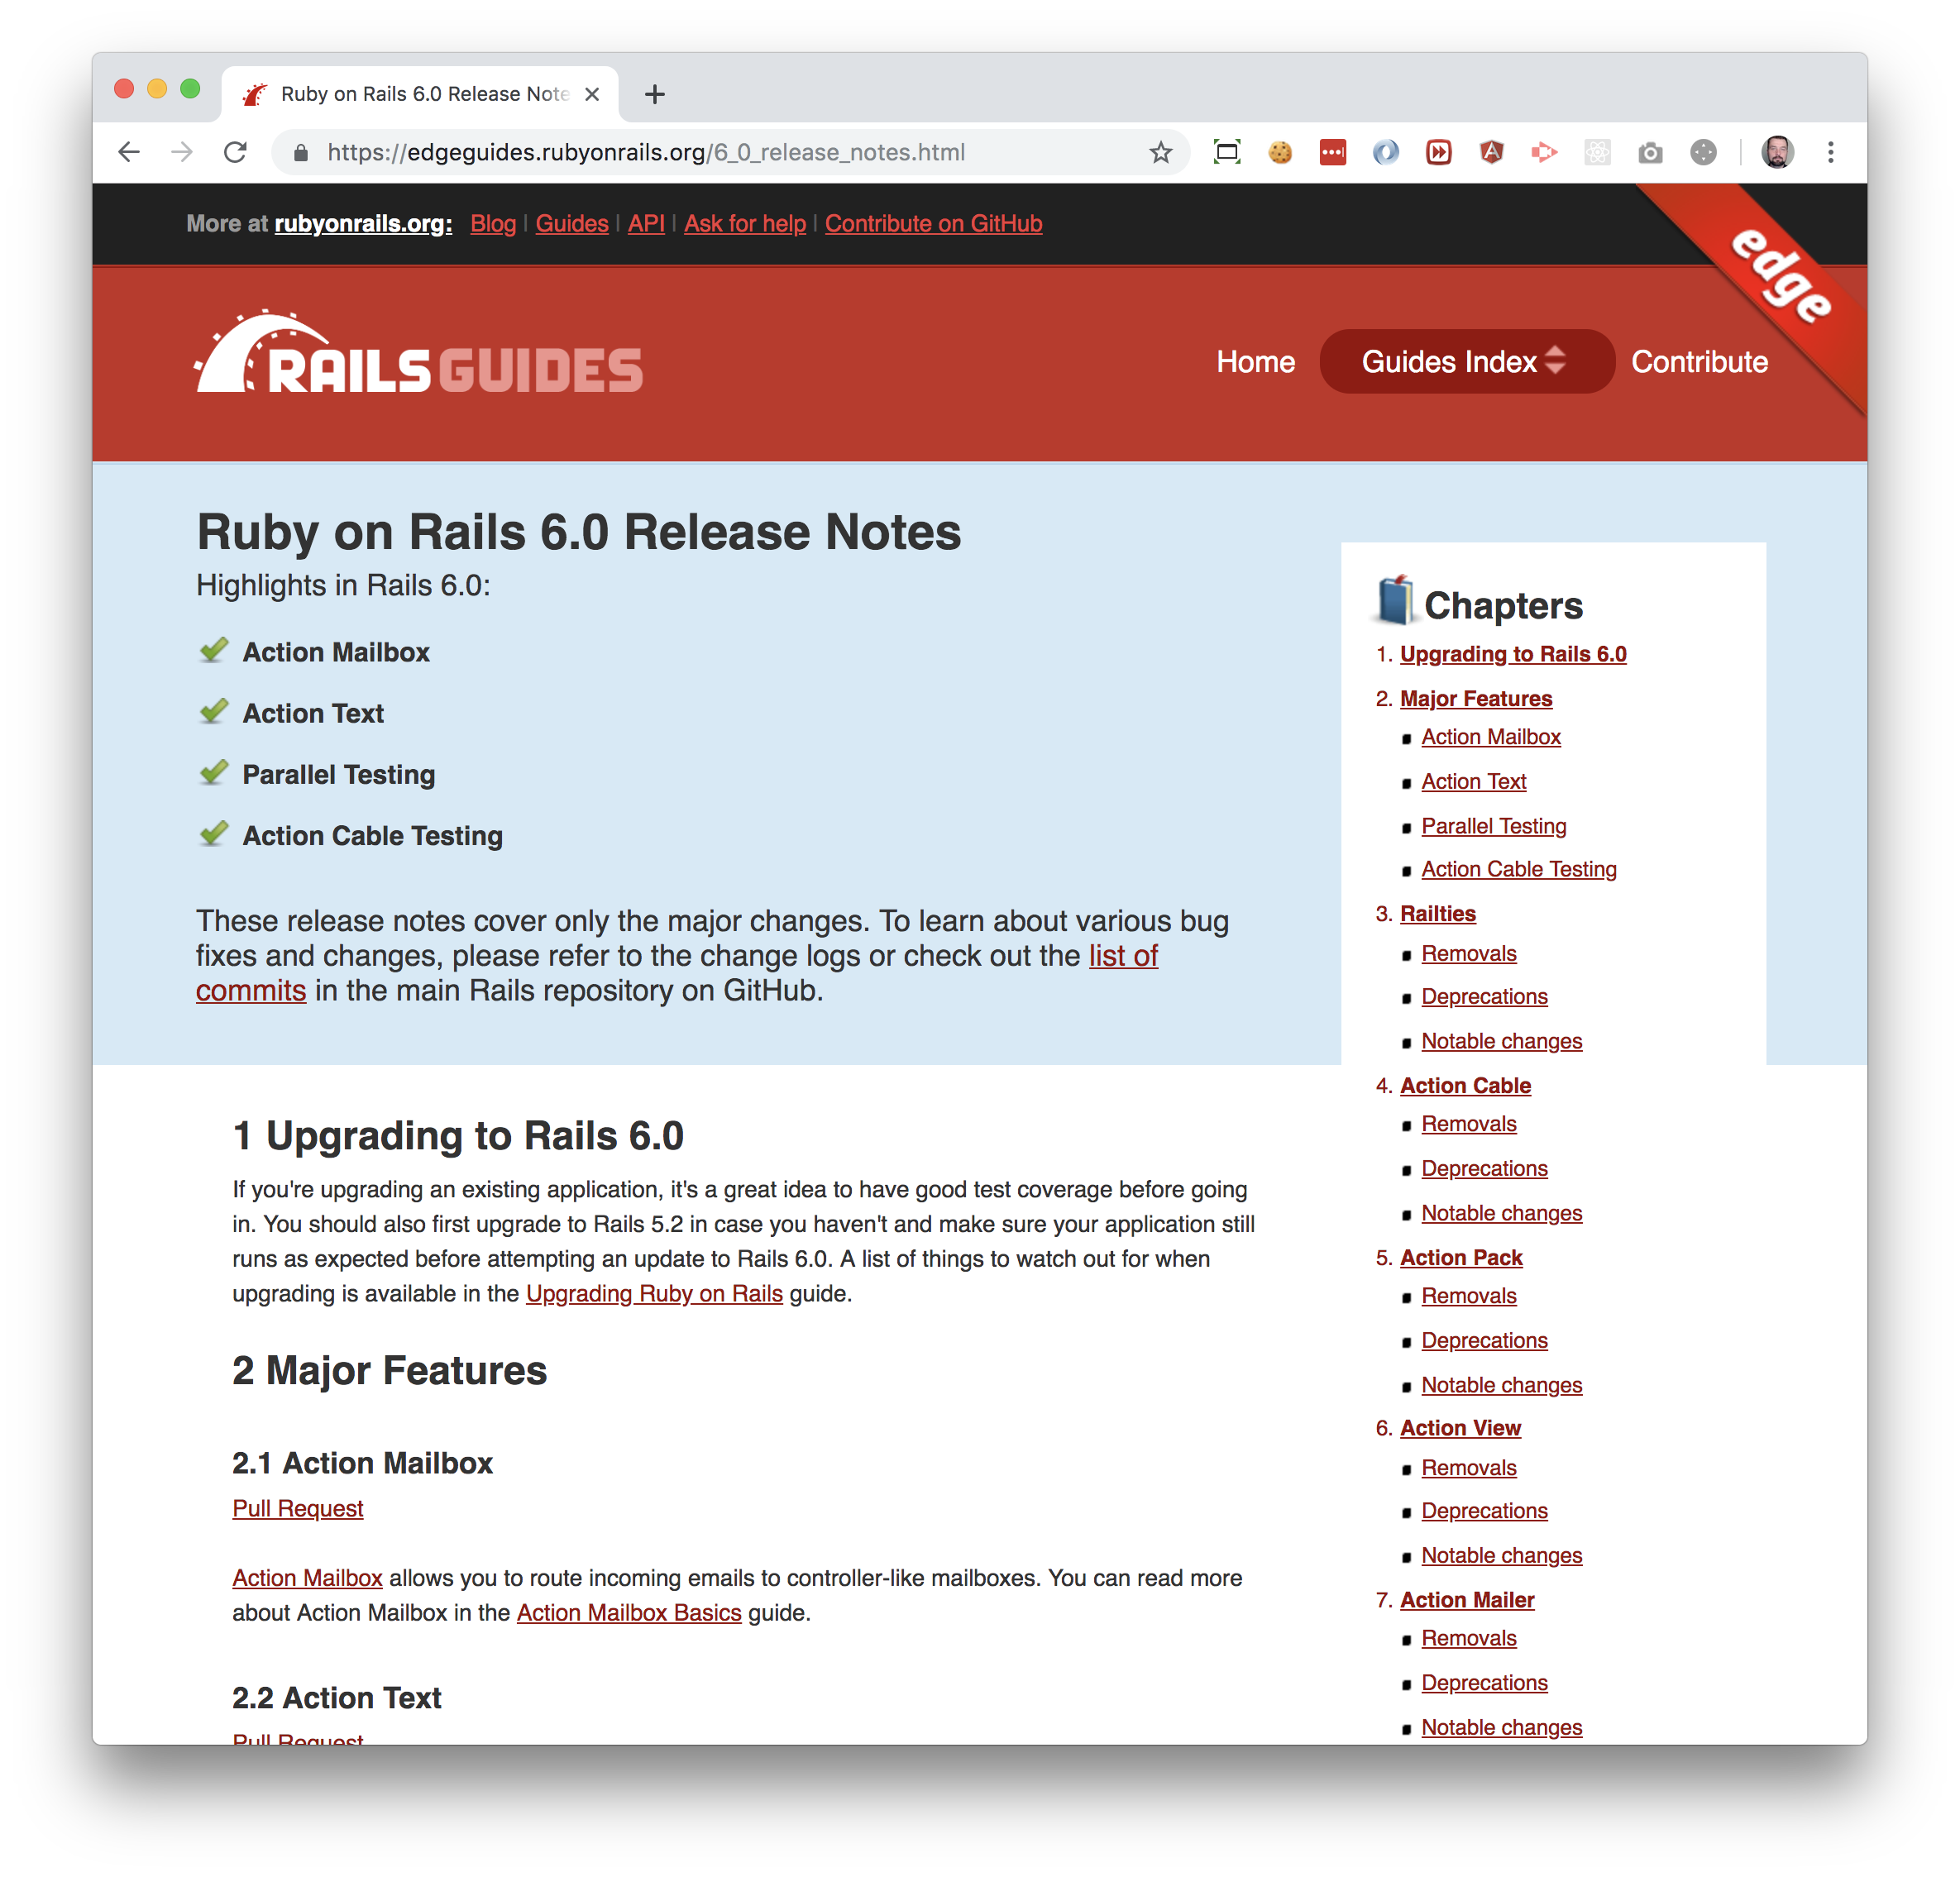 Ruby on Rails 6.0 Release Note
https://edgeguides.rubyonrails.org/6_0_release_notes.html
More at rubyonrails.org: Blog | Guides | API | Ask for help | Contribute on GitHub
edge
RAILS GUIDES
Home
Guides Index
Contribute
Ruby on Rails 6.0 Release Notes
Highlights in Rails 6.0:
Action Mailbox
Action Text
Parallel Testing
Action Cable Testing
These release notes cover only the major changes. To learn about various bug
fixes and changes, please refer to the change logs or check out the list of
commits in the main Rails repository on GitHub.
Chapters
1. Upgrading to Rails 6.0
2. Major Features
Action Mailbox
Action Text
Parallel Testing
Action Cable Testing
3. Railties
Removals
Deprecations
Notable changes
4. Action Cable
Removals
Deprecations
Notable changes
5. Action Pack
Removals
Deprecations
Notable changes
6. Action View
Removals
Deprecations
Notable changes
7. Action Mailer
Removals
Deprecations
Notable changes
1 Upgrading to Rails 6.0
If you're upgrading an existing application, it's a great idea to have good test coverage before going
in. You should also first upgrade to Rails 5.2 in case you haven't and make sure your application still
runs as expected before attempting an update to Rails 6.0. A list of things to watch out for when
upgrading is available in the Upgrading Ruby on Rails guide.
2 Major Features
2.1 Action Mailbox
Pull Request
Action Mailbox allows you to route incoming emails to controller-like mailboxes. You can read more
about Action Mailbox in the Action Mailbox Basics guide.
2.2 Action Text
Pull Request